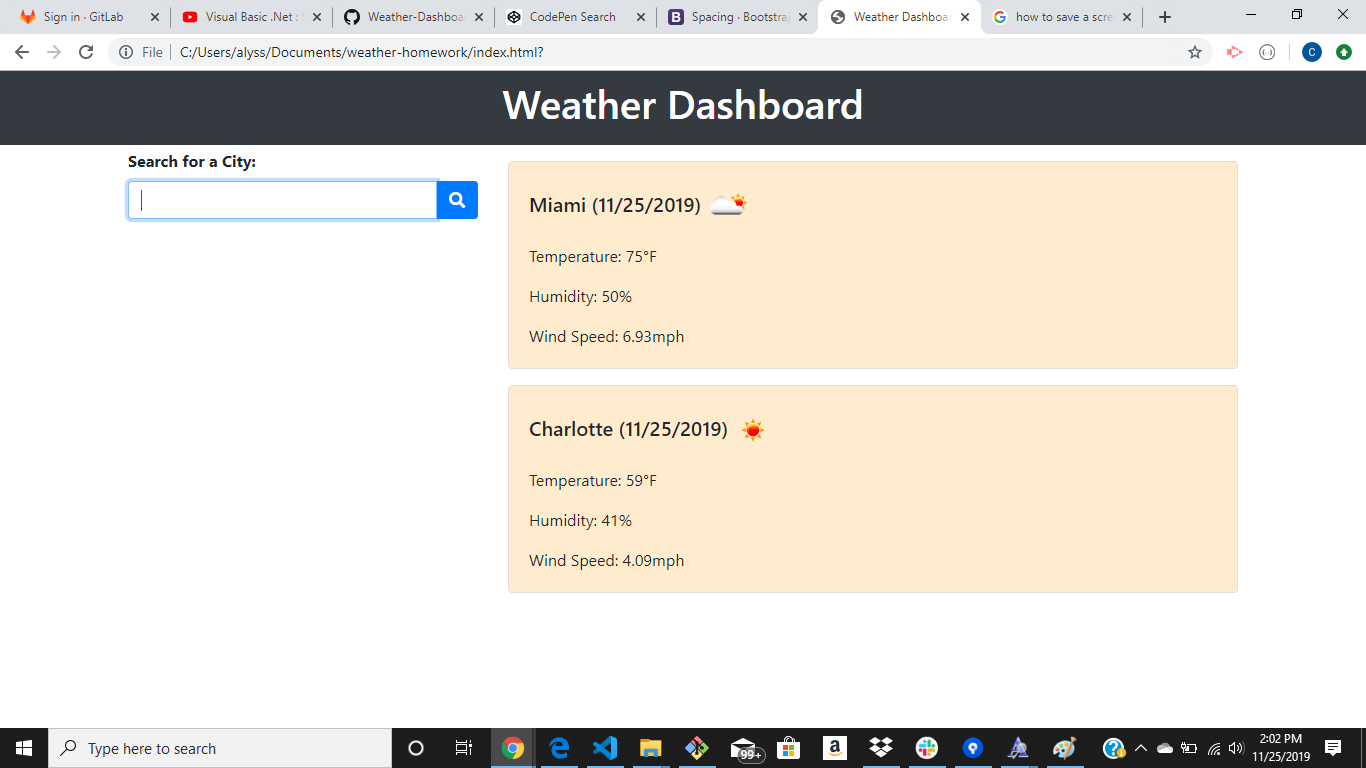 Sign in · GitLab
Visual Basic .Net :
Weather-Dashboa
CodePen Search
Spacing · Bootstrap
Weather Dashboar
how to save a scre
File
C:/Users/alyss/Documents/weather-homework/index.html?
C
Weather Dashboard
Search for a City:
Miami (11/25/2019)
Temperature: 75°F
Humidity: 50%
Wind Speed: 6.93mph
Charlotte (11/25/2019)
Temperature: 59°F
Humidity: 41%
Wind Speed: 4.09mph
Type here to search
99+
2:02 PM
11/25/2019